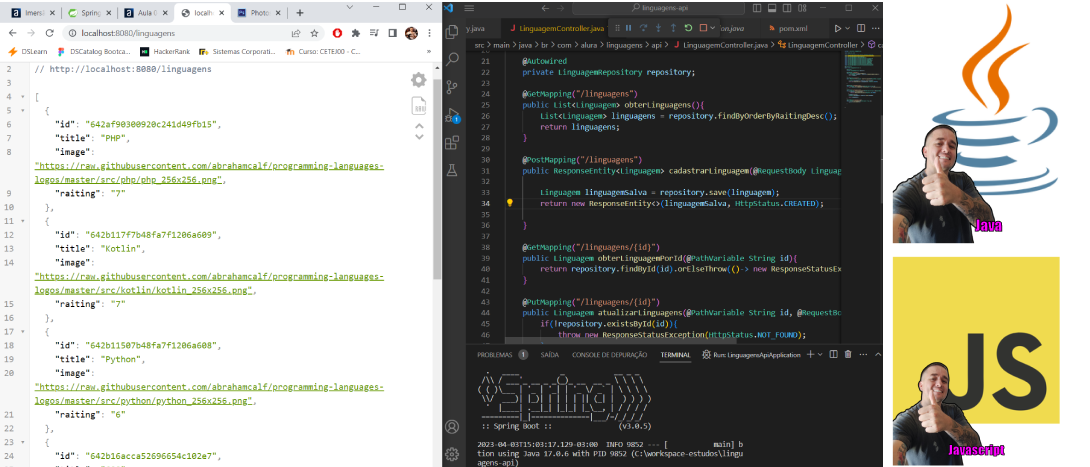 Imers
Spring
Aula 0
localh
Photo
localhost:8080/linguagens
DSLearn
DSCatalog Bootca...
HackerRank
Sistemas Corporati...
Curso: CETEJ00 - C...
2 // http://localhost:8080/linguagens
3
4 [
5 {
6 "id": "642af90300920c241d49fb15",
7 "title": "PHP",
8 "image":
"https://raw.githubusercontent.com/abrahamcalf/programming-languages-
logos/master/src/php/php_256x256.png",
9 "raiting": "7"
10 },
11 {
12 "id": "642b117f7b48fa7f1206a609",
13 "title": "Kotlin",
14 "image":
"https://raw.githubusercontent.com/abrahamcalf/programming-languages-
logos/master/src/kotlin/kotlin_256x256.png",
15 "raiting": "7"
16 },
17 {
18 "id": "642b11507b48fa7f1206a608",
19 "title": "Python",
20 "image":
"https://raw.githubusercontent.com/abrahamcalf/programming-languages-
logos/master/src/python/python_256x256.png",
21 "raiting": "6"
22 },
23 {
24 "id": "642b16acca52696654c102e7",
linguagens-api
y.java
LinguagemController.java
on.java
pom.xml
src > main > java > br > com > alura > linguagens > api > LinguagemController.java > LinguagemController >
21 @Autowired
22 private LinguagemRepository repository;
23
24 @GetMapping("/linguagens")
25 public List<Linguagem> obterLinguagens(){
26 List<Linguagem> linguagens = repository.findByOrderByRaitingDesc();
27 return linguagens;
28 }
29
30 @PostMapping("/linguagens")
31 public ResponseEntity<Linguagem> cadastrarLinguagem(@RequestBody Linguag
32
33 Linguagem linguagemSalva = repository.save(linguagem);
34 return new ResponseEntity<>(linguagemSalva, HttpStatus.CREATED);
35
36 }
37
38 @GetMapping("/linguagens/{id}")
39 public Linguagem obterLinguagemPorId(@PathVariable String id){
40 return repository.findById(id).orElseThrow(()-> new ResponseStatusEx
41 }
42
43 @PutMapping("/linguagens/{id}")
44 public Linguagem atualizarLinguagens(@PathVariable String id, @RequestBo
45 if(!repository.existsById(id)){
46 throw new ResponseStatusException(HttpStatus.NOT_FOUND);
PROBLEMAS 1 SAÍDA CONSOLE DE DEPURAÇÃO TERMINAL Run: LinguagensApiApplication
:: Spring Boot :: (v3.0.5)
2023-04-03T15:03:17.129-03:00 INFO 9852 --- [ main] b
tion using Java 17.0.6 with PID 9852 (C:\workspace-estudos\lingu
agens-api)
Java
JS
Javascript